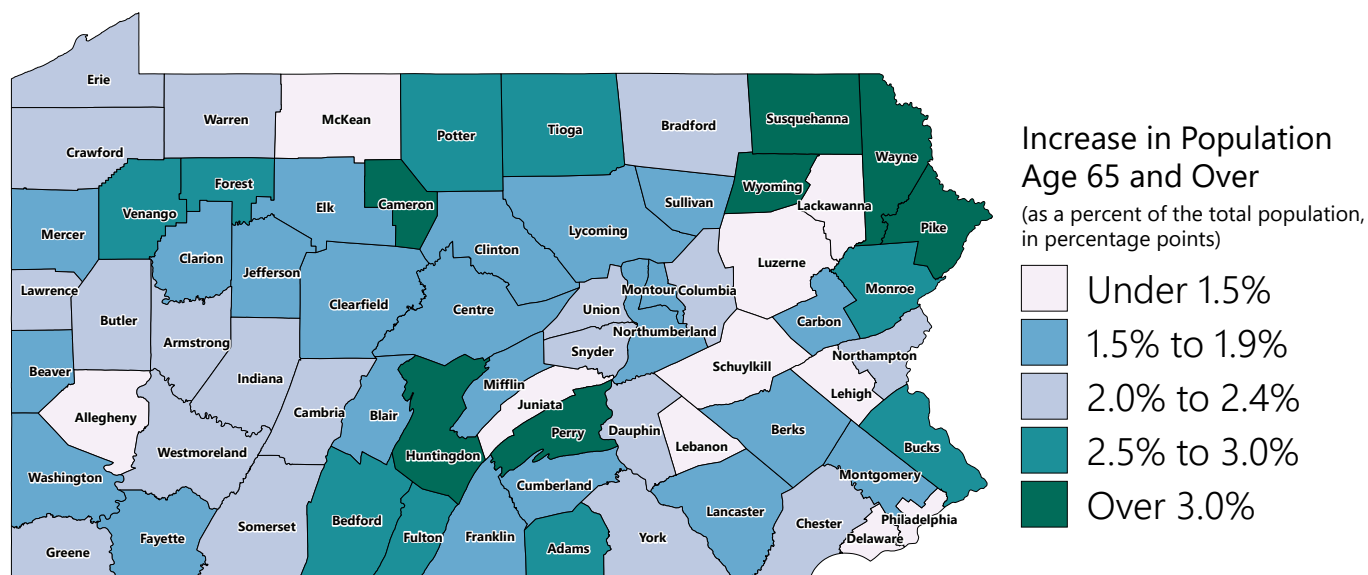 Erie
Warren
McKean
Potter
Tioga
Bradford
Susquehanna
Crawford
Wayne
Forest
Venango
Elk
Cameron
Sullivan
Wyoming
Lackawanna
Mercer
Clarion
Jefferson
Clinton
Lycoming
Pike
Luzerne
Lawrence
Butler
Clearfield
Centre
Union
Montour
Columbia
Monroe
Carbon
Armstrong
Northumberland
Snyder
Northampton
Beaver
Indiana
Mifflin
Schuylkill
Lehigh
Allegheny
Cambria
Blair
Juniata
Perry
Dauphin
Lebanon
Berks
Bucks
Westmoreland
Huntingdon
Washington
Cumberland
Montgomery
Lancaster
Greene
Fayette
Somerset
Bedford
Fulton
Franklin
Adams
York
Chester
Delaware
Philadelphia
Increase in Population
Age 65 and Over
(as a percent of the total population,
in percentage points)
Under 1.5%
1.5% to 1.9%
2.0% to 2.4%
2.5% to 3.0%
Over 3.0%